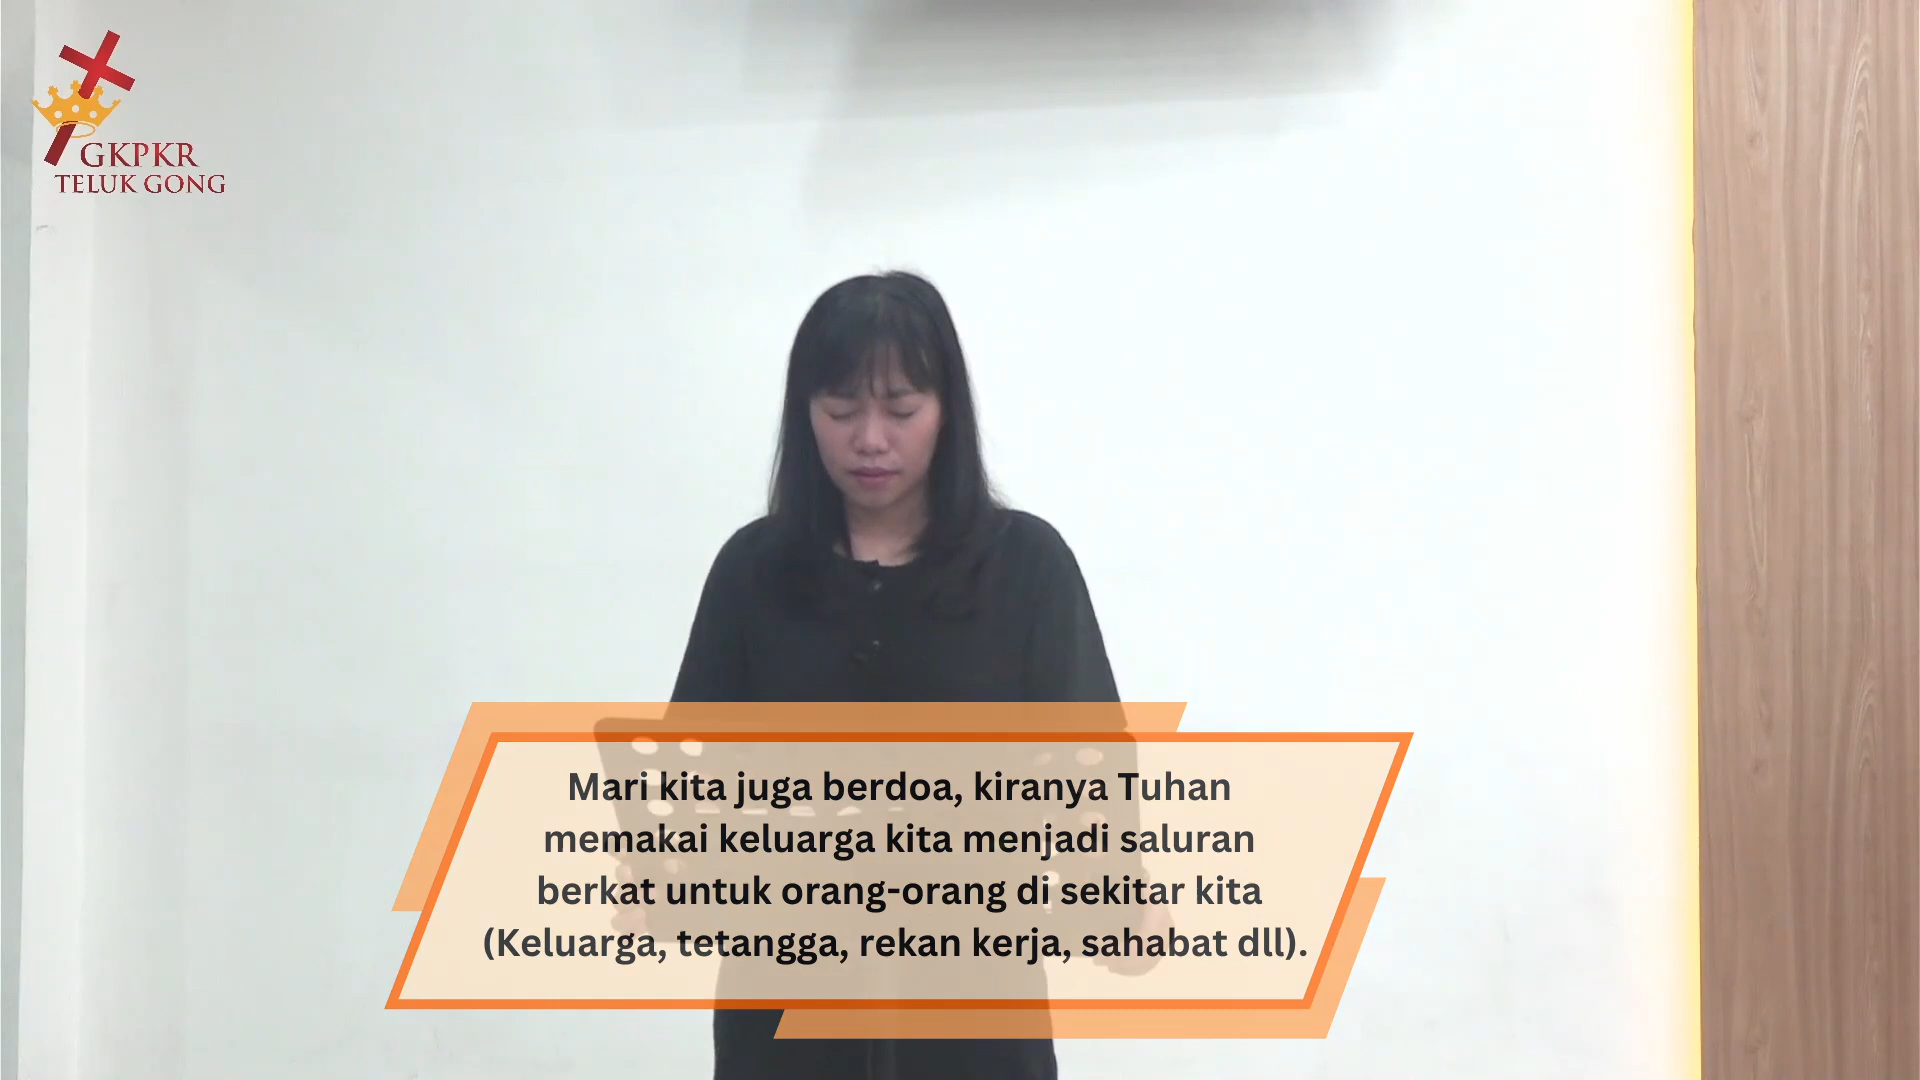 GKPKR
TELUK GONG
Mari kita juga berdoa, kiranya Tuhan
memakai keluarga kita menjadi saluran
berkat untuk orang-orang di sekitar kita
(Keluarga, tetangga, rekan kerja, sahabat dll).